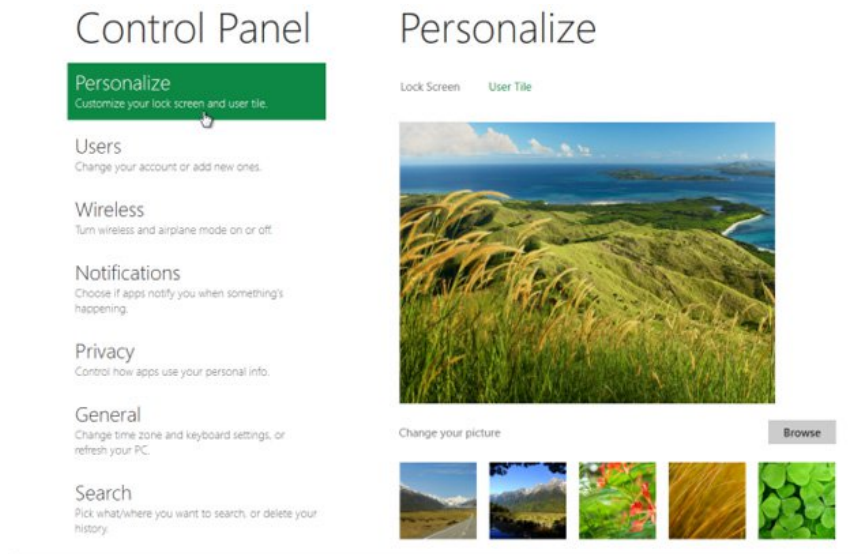 Control Panel
Personalize
Customize your lock screen and user tile.
Users
Change your account or add new ones.
Wireless
Turn wireless and airplane mode on or off.
Notifications
Choose if apps notify you when something's
happening.
Privacy
Control how apps use your personal info.
General
Change time zone and keyboard settings, or
refresh your PC.
Search
Pick what/where you want to search, or delete your
history.
Personalize
Lock Screen User Tile
Change your picture
Browse